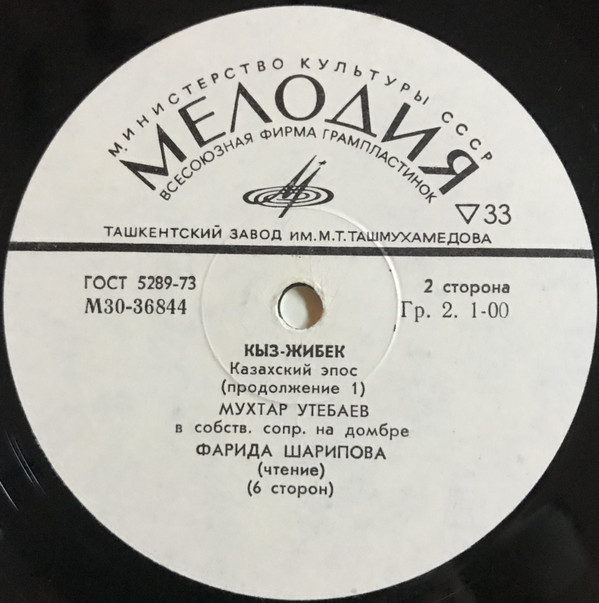 МИНИСТЕРСТВО КУЛЬТУРЫ СССР
МЕЛОДИЯ
ВСЕСОЮЗНАЯ ФИРМА ГРАМПЛАСТИНОК
▽33
ТАШКЕНТСКИЙ ЗАВОД ИМ.М.Т.ТАШМУХАМЕДОВА
ГОСТ 5289-73
М30-36844
2 сторона
Гр. 2. 1-00
КЫЗ-ЖИБЕК
Казахский эпос
(продолжение 1)
МУХТАР УТЕБАЕВ
в собств. сопр. на домбре
ФАРИДА ШАРИПОВА
(чтение)
(6 сторон)